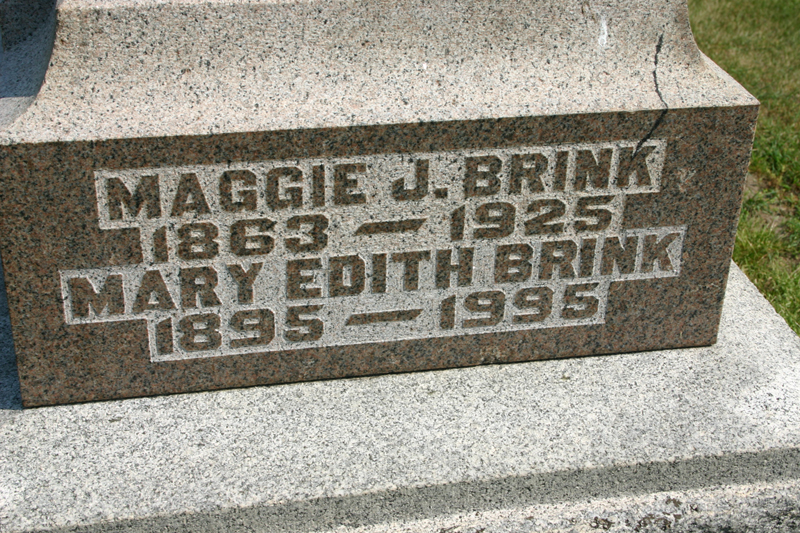 MAGGIE J. BRINK
1863 — 1925
MARY EDITH BRINK
1895 — 1995